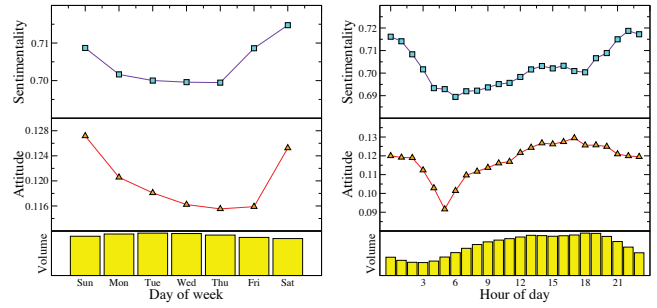 Sentimentality
0.71
0.70
Attitude
0.128
0.124
0.120
0.116
Volume
Sun Mon Tue Wed Thu Fri Sat
Day of week
Sentimentality
0.72
0.71
0.70
0.69
Attitude
0.13
0.12
0.11
0.10
0.09
Volume
3 6 9 12 15 18 21
Hour of day